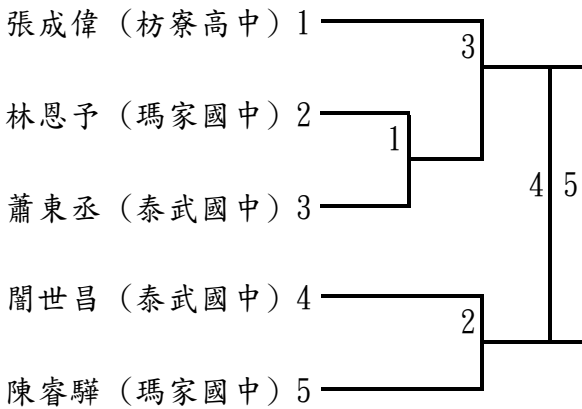 張成偉（枋寮高中）1
3
林恩予（瑪家國中）2
1
蕭東丞（泰武國中）3
4 5
闇世昌（泰武國中）4
2
陳睿驊（瑪家國中）5